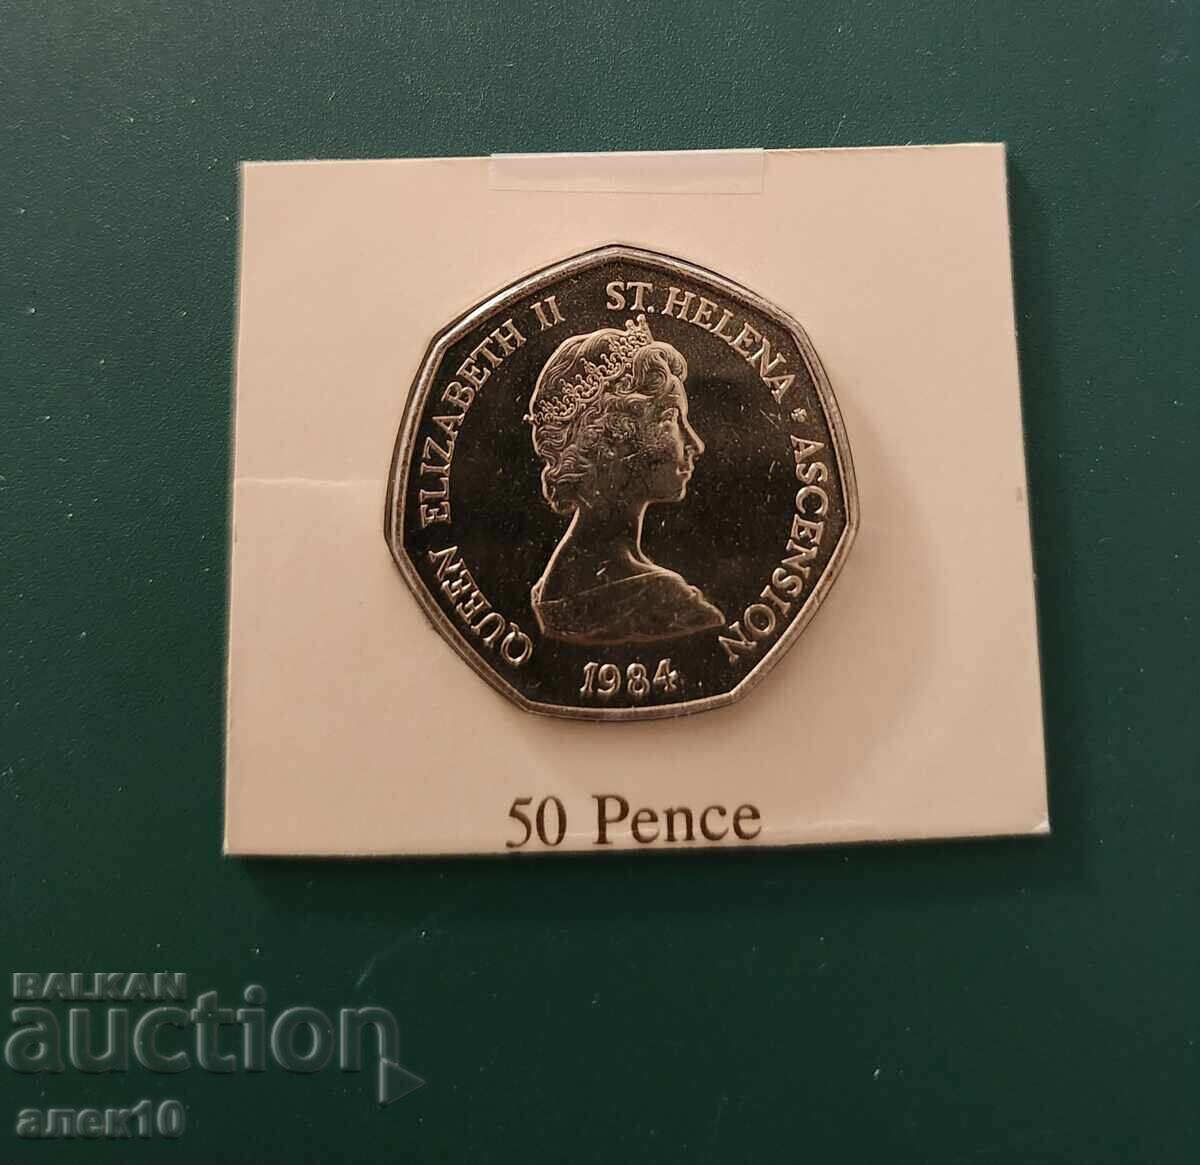 QUEEN ELIZABETH II ST. HELENA ASCENSION
1984
50 Pence
BALKAN
auction
алек10